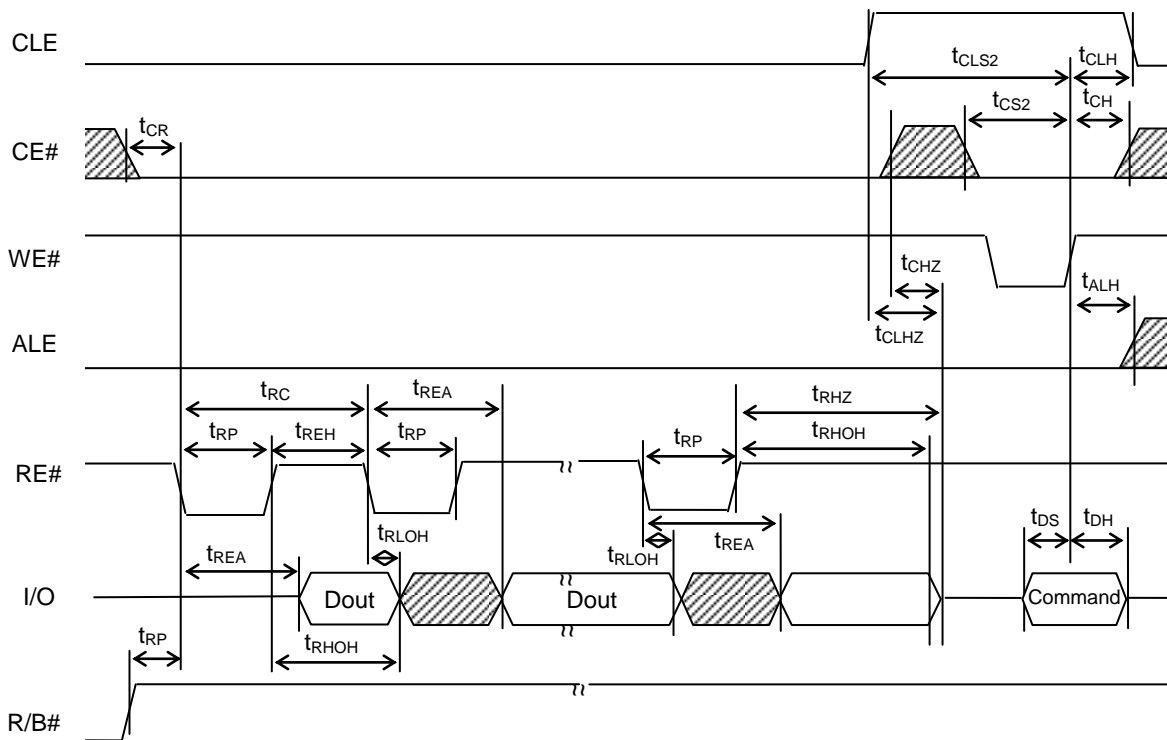 CLE
tCLS2 tCLH
tCS2 tCH
tCR
CE#
WE#
tCHZ
tALH
tCLHZ
ALE
tRC tREA tRHZ
tRP tREH tRP tRP tRHOH
RE#
tRLOH tRLOH tREA tDS tDH
tREA
I/O Dout Dout Command
tRP tRHOH
R/B#